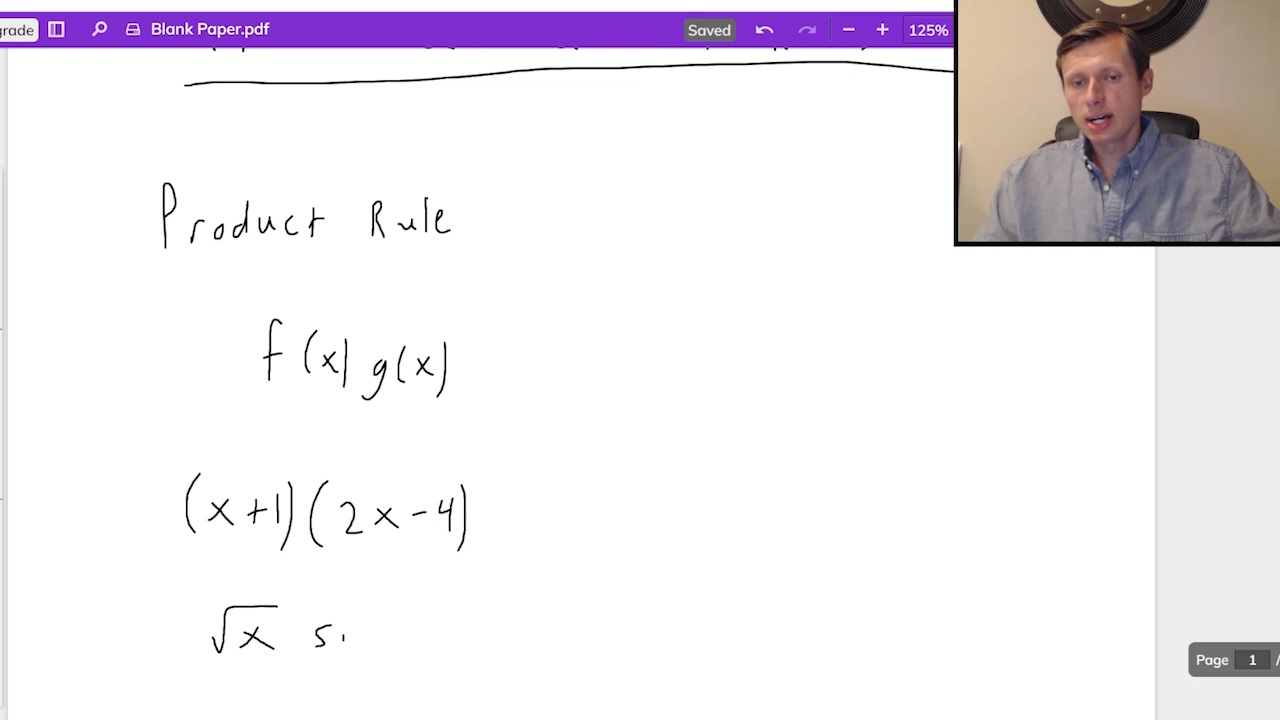 grade Blank Paper.pdf Saved 125%
Product Rule
f(x) g(x)
(x+1)(2x-4)
√x s.
Page 1 /